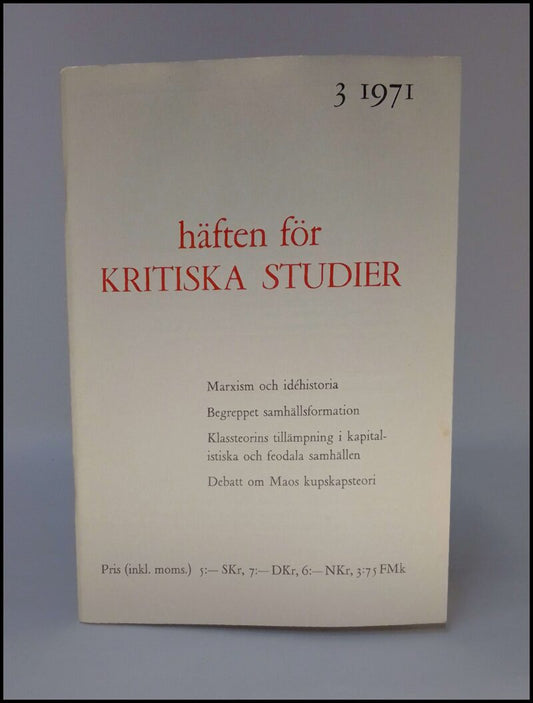 3 1971
häften för
KRITISKA STUDIER
Marxism och idéhistoria
Begreppet samhällsformation
Klassteorins tillämpning i kapital-
istiska och feodala samhällen
Debatt om Maos kupskapsteori
Pris (inkl. moms.) 5:— SKr, 7:— DKr, 6:— NKr, 3:75 FMk